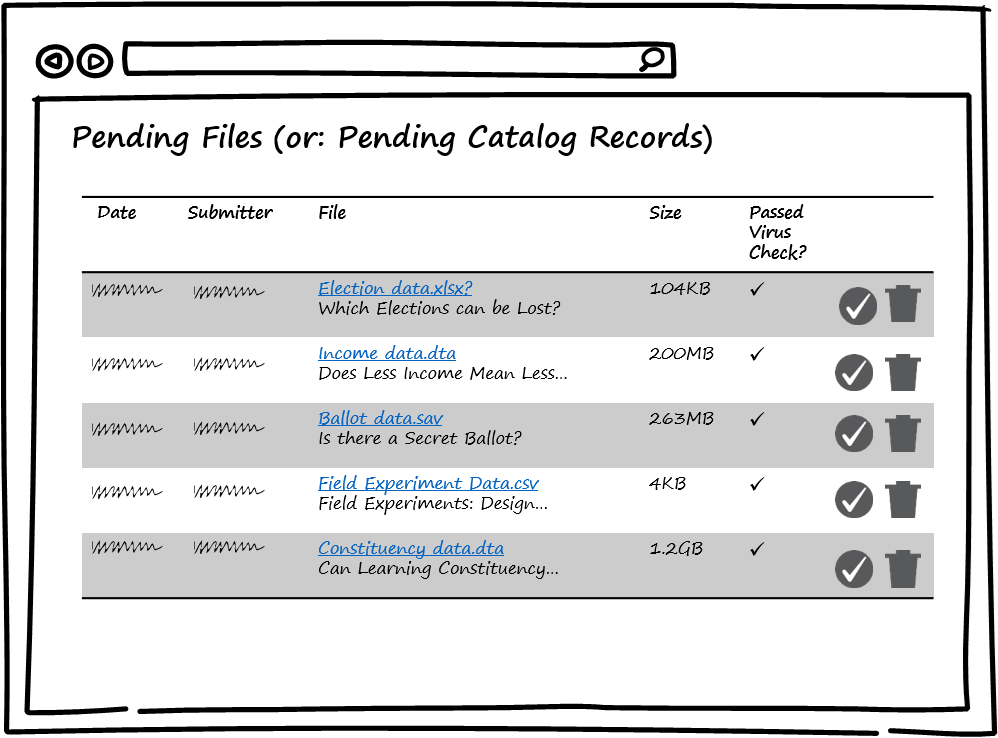 Pending Files (or: Pending Catalog Records)
Date Submitter File Size Passed
Virus
Check?
Election data.xlsx? 104KB ✓
Which Elections can be Lost?
Income data.dta 200MB ✓
Does Less Income Mean Less...
Ballot data.sav 263MB ✓
Is there a Secret Ballot?
Field Experiment Data.csv 4KB ✓
Field Experiments: Design...
Constituency data.dta 1.2GB ✓
Can Learning Constituency...